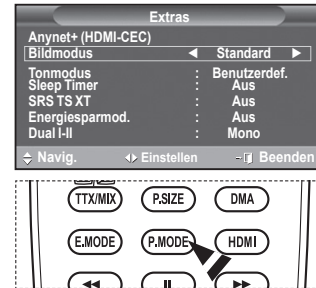 Extras
Anynet+ (HDMI-CEC)
Bildmodus ◄ Standard ►
Tonmodus : Benutzerdef.
Sleep Timer : Aus
SRS TS XT : Aus
Energiesparmod. : Aus
Dual I-II : Mono
Navig. Einstellen Beenden
TTX/MIX P.SIZE DMA
E.MODE P.MODE HDMI